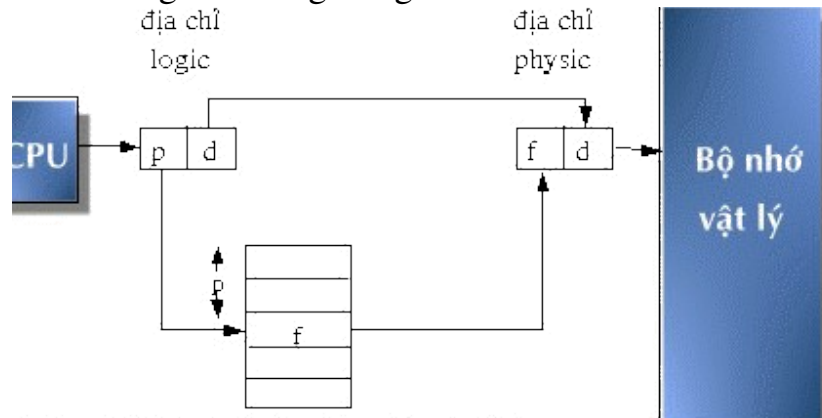 địa chỉ
logic
địa chỉ
physic
CPU
p d
f d
Bộ nhớ
vật lý
p
f